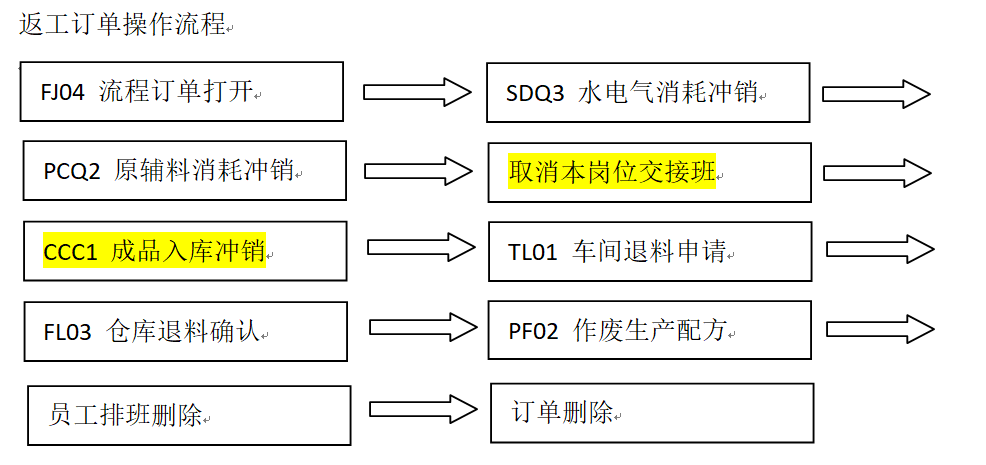 返工订单操作流程
FJ04 流程订单打开
SDQ3 水电气消耗冲销
PCQ2 原辅料消耗冲销
取消本岗位交接班
CCC1 成品入库冲销
TL01 车间退料申请
FL03 仓库退料确认
PF02 作废生产配方
员工排班删除
订单删除